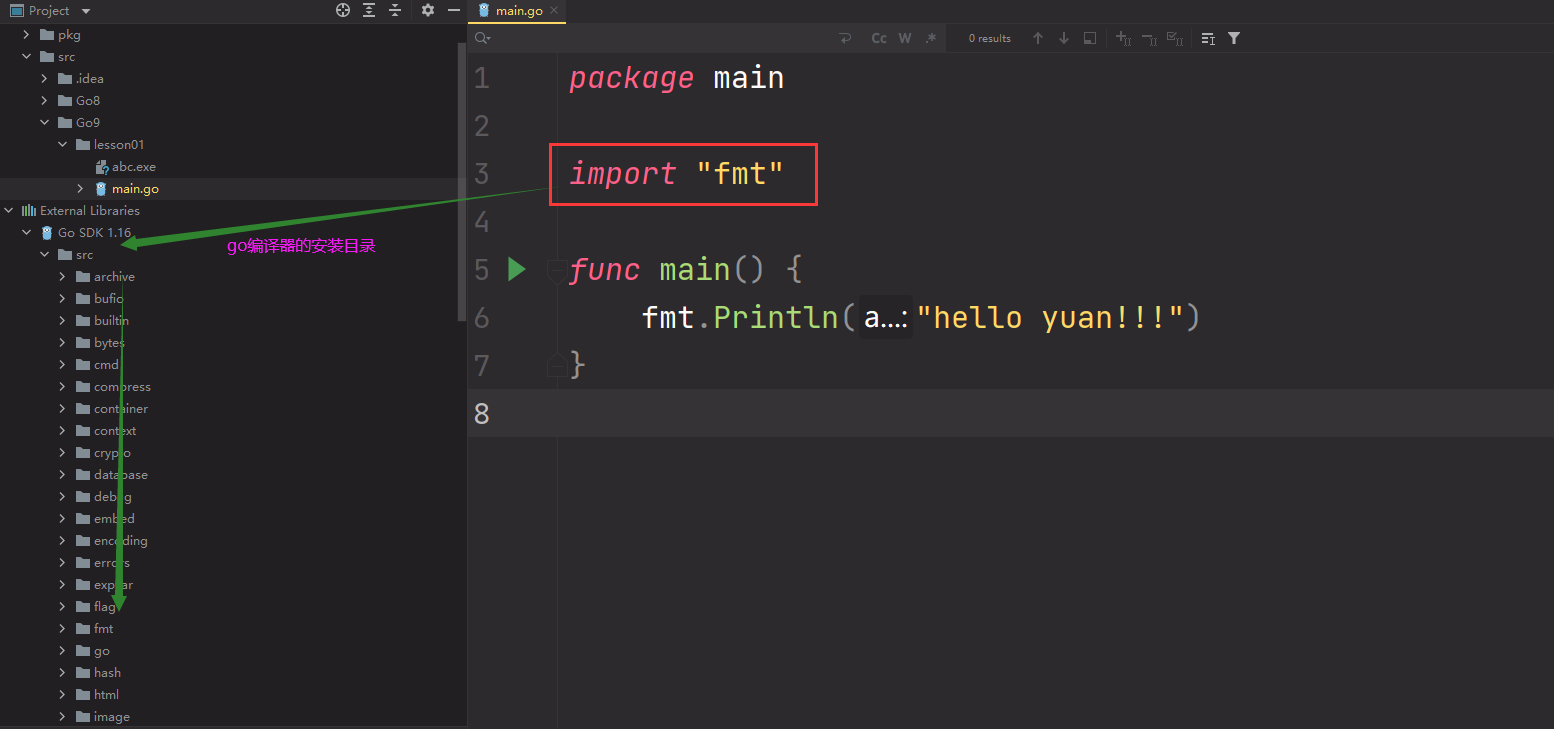 Project
pkg
src
.idea
Go8
Go9
lesson01
abc.exe
main.go
External Libraries
Go SDK 1.16
go编译器的安装目录
src
archive
bufio
builtin
bytes
cmd
compress
container
context
crypto
database
debug
embed
encoding
errors
expvar
flag
fmt
go
hash
html
image
main.go
Cc W .* 0 results
1 package main
2
3 import "fmt"
4
5 func main() {
6 fmt.Println(a...:"hello yuan!!!")
7 }
8